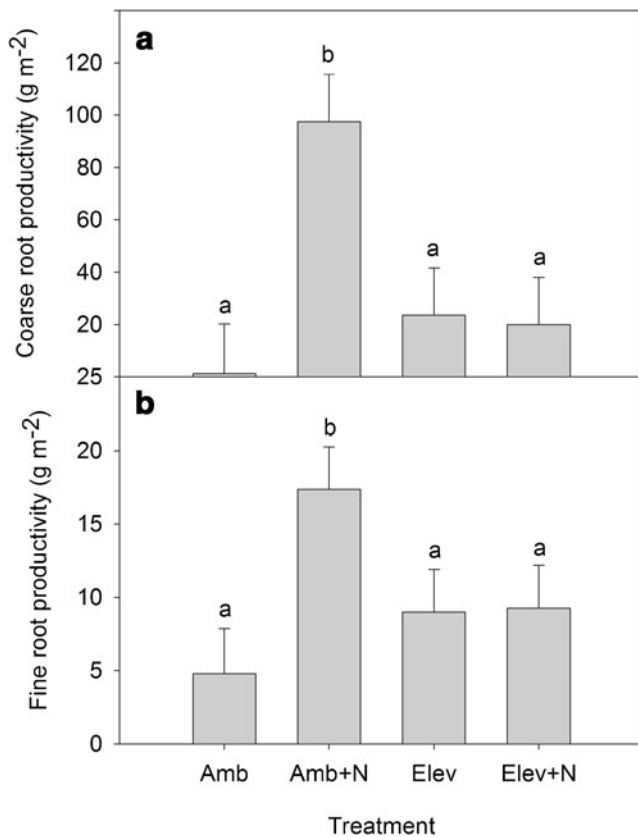 a
Coarse root productivity (g m-2)
120
100
80
60
40
20
a
b
a
a
b
Fine root productivity (g m-2)
25
20
15
10
5
0
a
b
a
a
Amb Amb+N Elev Elev+N
Treatment